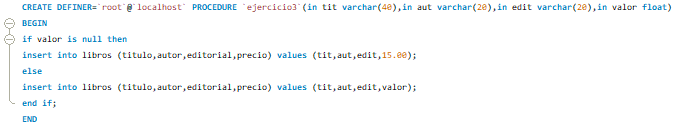 CREATE DEFINER=`root`@`localhost` PROCEDURE `ejercicio3`(in tit varchar(40),in aut varchar(20),in edit varchar(20),in valor float)
BEGIN
if valor is null then
insert into libros (titulo,autor,editorial,precio) values (tit,aut,edit,15.00);
else
insert into libros (titulo,autor,editorial,precio) values (tit,aut,edit,valor);
end if;
END